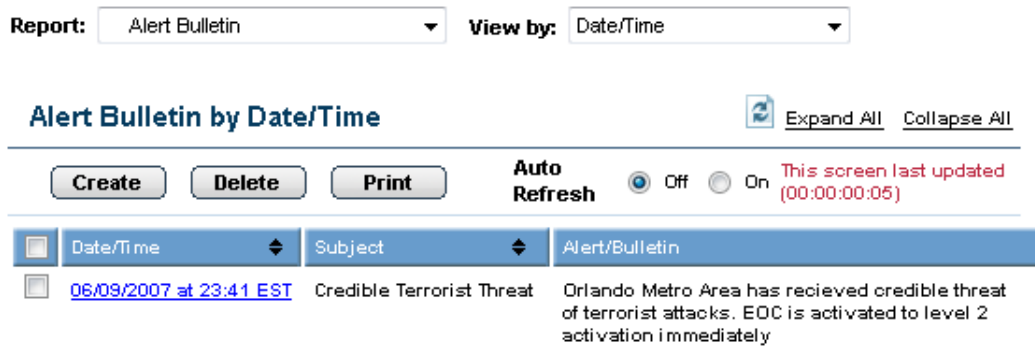 Report: Alert Bulletin View by: Date/Time
Alert Bulletin by Date/Time Expand All Collapse All
Create Delete Print Auto Refresh Off On This screen last updated (00:00:00:05)
Date/Time Subject Alert/Bulletin
06/09/2007 at 23:41 EST Credible Terrorist Threat Orlando Metro Area has recieved credible threat
of terrorist attacks. EOC is activated to level 2
activation immediately